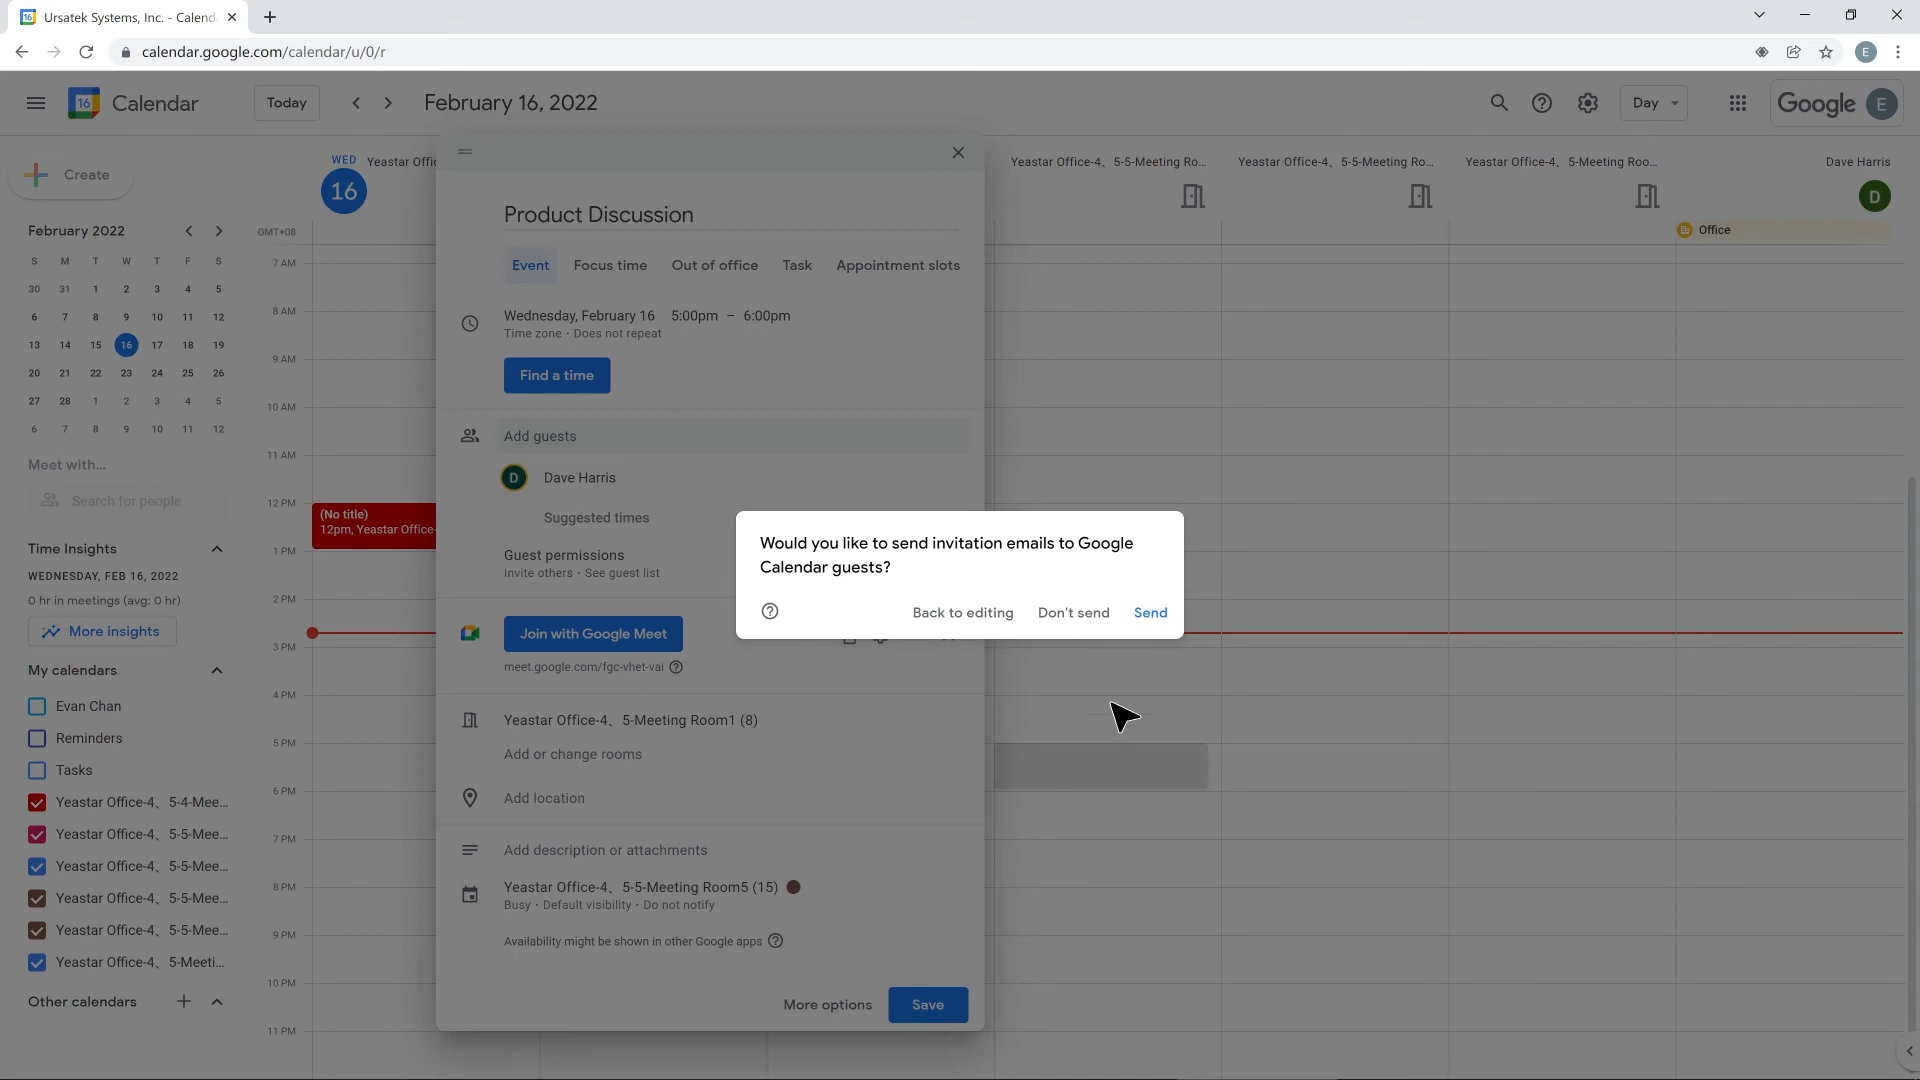 Ursatek Systems, Inc. - Calend
calendar.google.com/calendar/u/0/r
E
16
Calendar
Today
February 16, 2022
Day
Google
E
Create
February 2022
S M T W T F S
30 31 1 2 3 4 5
6 7 8 9 10 11 12
13 14 15 16 17 18 19
20 21 22 23 24 25 26
27 28 1 2 3 4 5
6 7 8 9 10 11 12
Meet with...
Search for people
Time Insights
WEDNESDAY, FEB 16, 2022
0 hr in meetings (avg: 0 hr)
More insights
My calendars
Evan Chan
Reminders
Tasks
Yeastar Office-4、5-4-Mee...
Yeastar Office-4、5-5-Mee...
Yeastar Office-4、5-5-Mee...
Yeastar Office-4、5-5-Mee...
Yeastar Office-4、5-5-Mee...
Yeastar Office-4、5-Meeti...
Other calendars
WED
16
Yeastar Offic
Yeastar Office-4、5-5-Meeting Ro...
Yeastar Office-4、5-5-Meeting Ro...
Yeastar Office-4、5-Meeting Roo...
Dave Harris
D
Office
GMT+08
7 AM
8 AM
9 AM
10 AM
11 AM
12 PM
1 PM
2 PM
3 PM
4 PM
5 PM
6 PM
7 PM
8 PM
9 PM
10 PM
11 PM
(No title)
12pm, Yeastar Office-
Product Discussion
Event Focus time Out of office Task Appointment slots
Wednesday, February 16 5:00pm – 6:00pm
Time zone · Does not repeat
Find a time
Add guests
D Dave Harris
Suggested times
Guest permissions
Invite others · See guest list
Join with Google Meet
meet.google.com/fgc-vhet-vai
Yeastar Office-4、5-Meeting Room1 (8)
Add or change rooms
Add location
Add description or attachments
Yeastar Office-4、5-5-Meeting Room5 (15)
Busy · Default visibility · Do not notify
Availability might be shown in other Google apps
More options
Save
Would you like to send invitation emails to Google
Calendar guests?
Back to editing
Don't send
Send